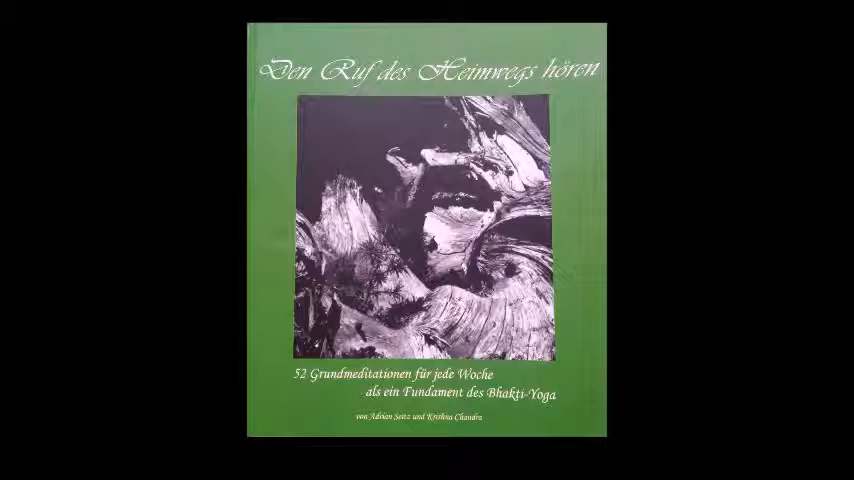 Den Ruf des Heimwegs hören
52 Grundmeditationen für jede Woche
als ein Fundament des Bhakti-Yoga
von Adrian Seitz und Krishna Chandra